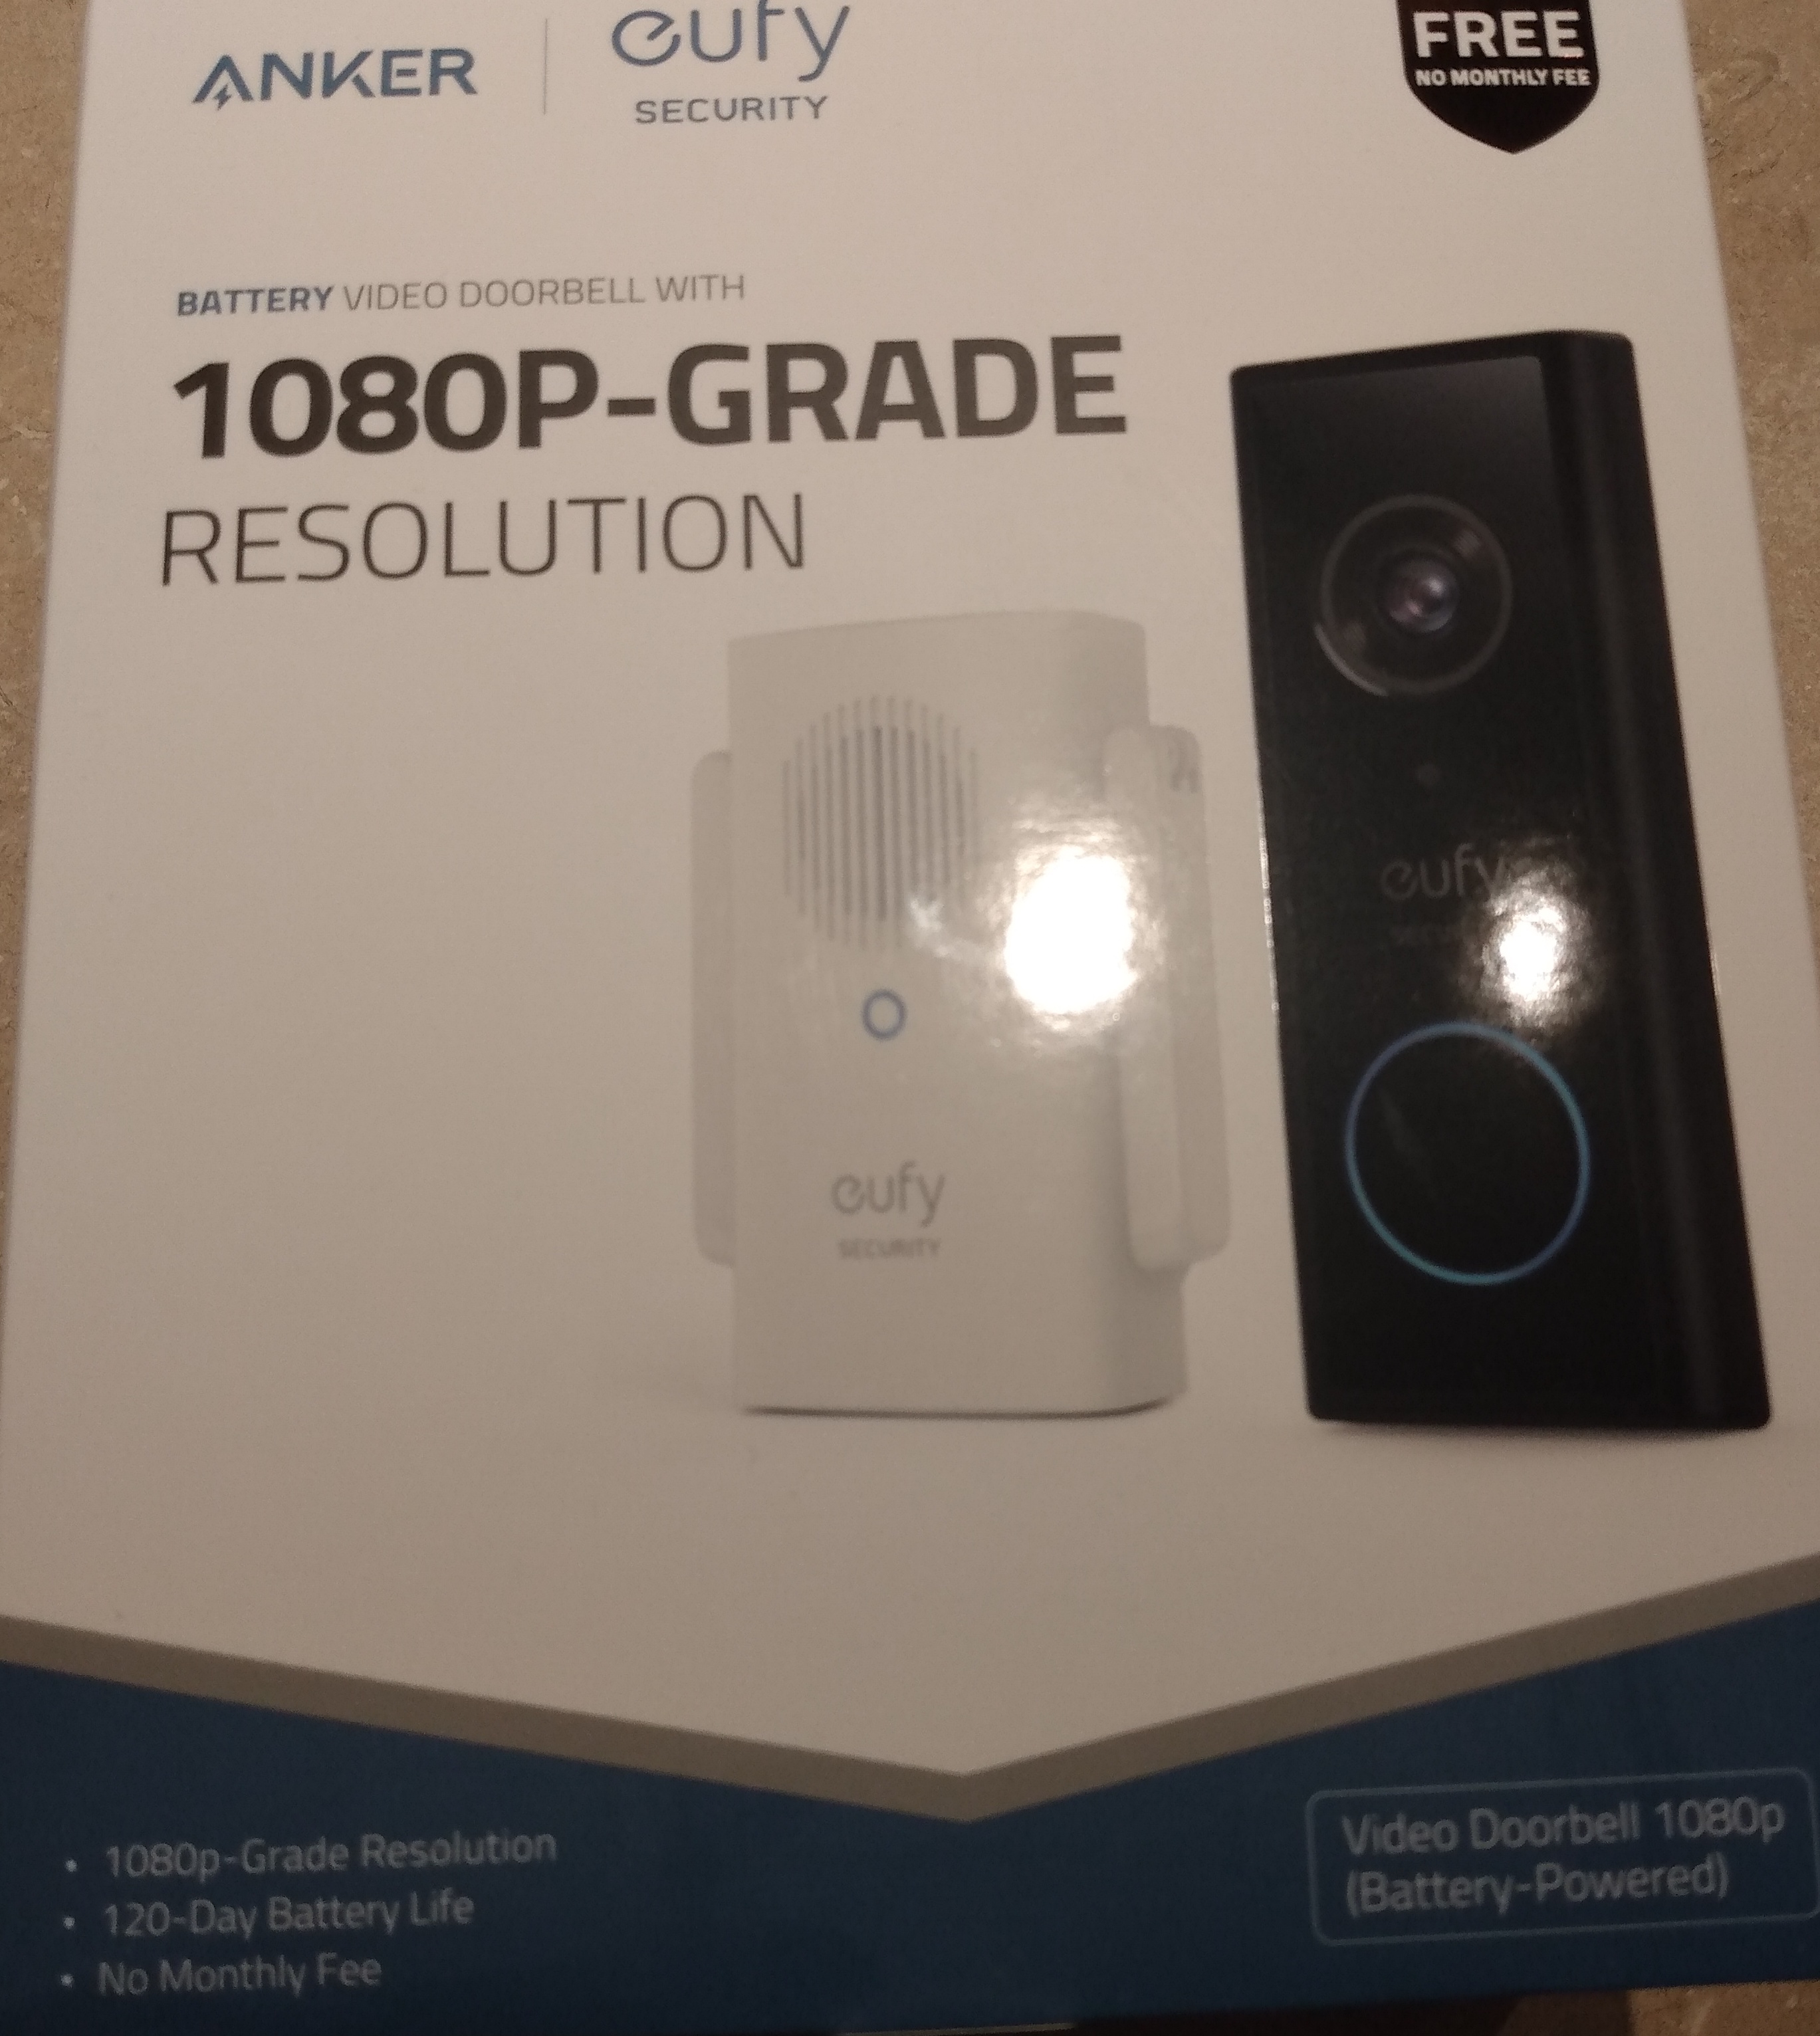 ANKER
eufy
SECURITY
FREE
NO MONTHLY FEE
BATTERY VIDEO DOORBELL WITH
1080P-GRADE
RESOLUTION
eufy
eufy
SECURITY
• 1080p-Grade Resolution
• 120-Day Battery Life
• No Monthly Fee
Video Doorbell 1080p
(Battery-Powered)